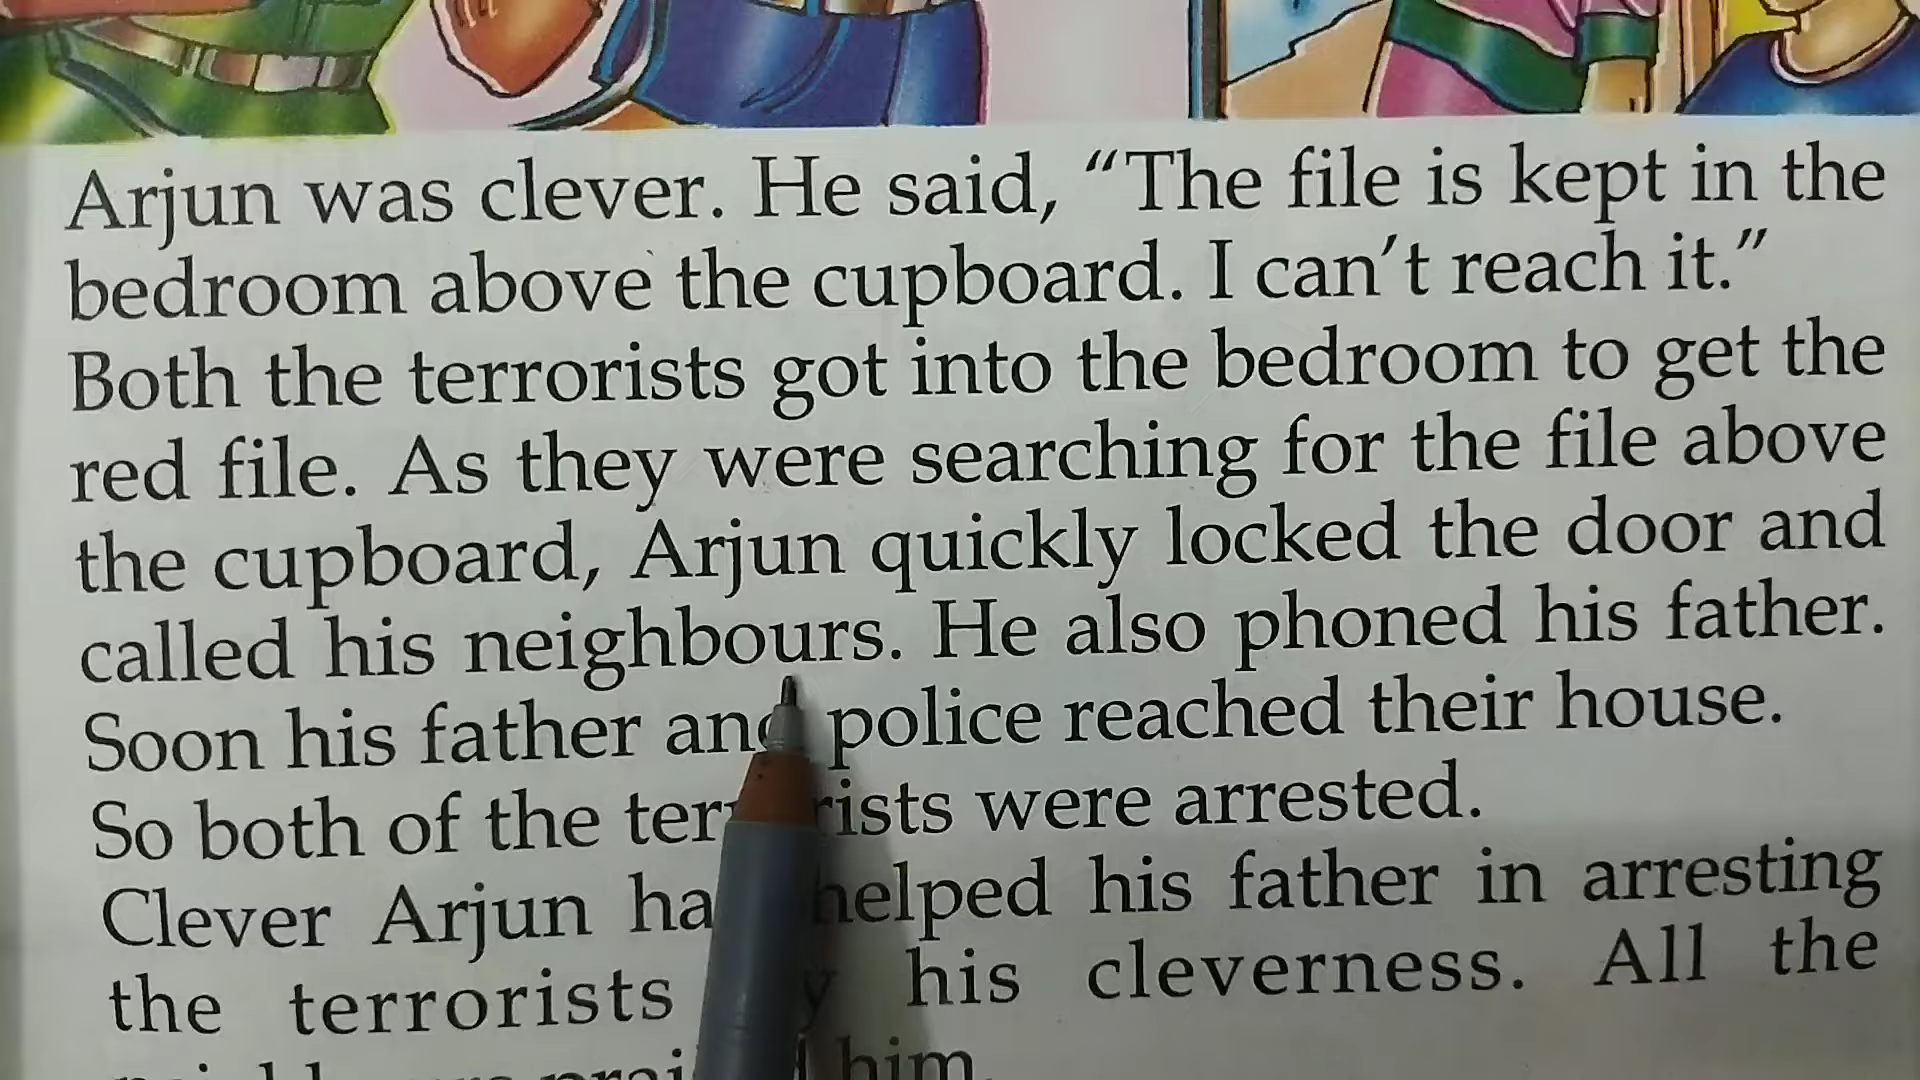 Arjun was clever. He said, “The file is kept in the
bedroom above the cupboard. I can’t reach it.”
Both the terrorists got into the bedroom to get the
red file. As they were searching for the file above
the cupboard, Arjun quickly locked the door and
called his neighbours. He also phoned his father.
Soon his father and police reached their house.
So both of the terrorists were arrested.
Clever Arjun helped his father in arresting
the terrorists his cleverness. All the
him.